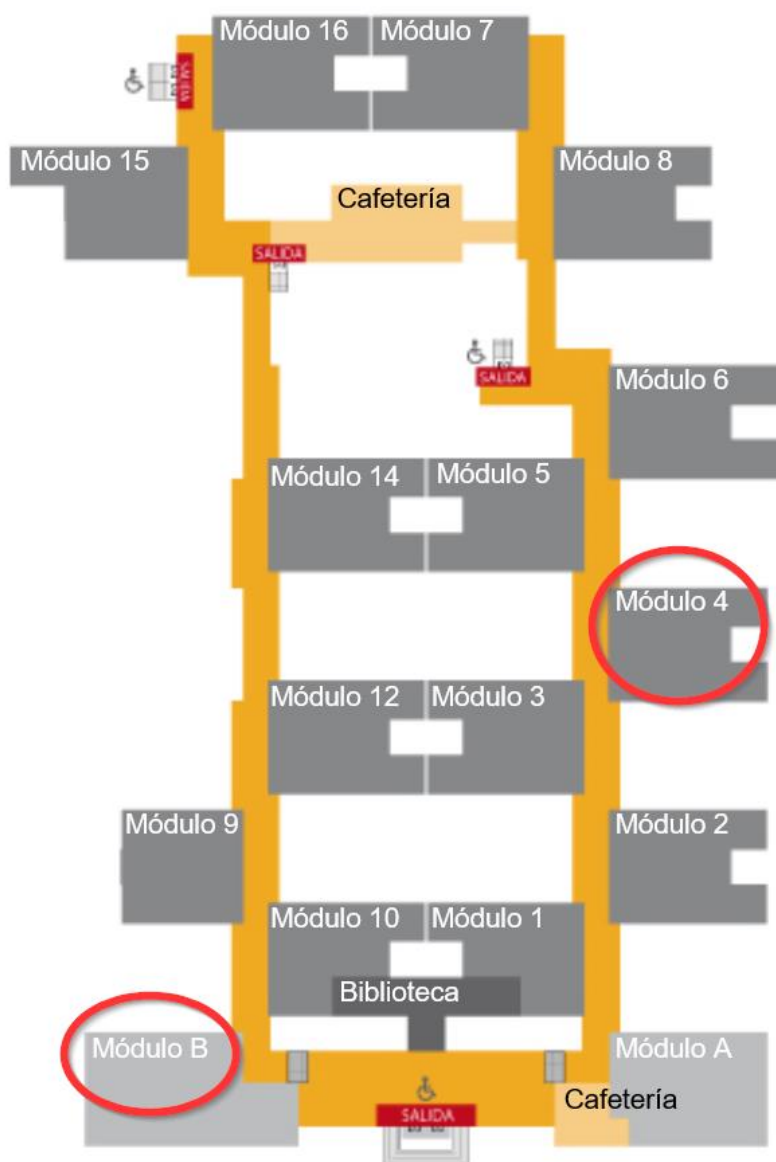 Módulo 16
Módulo 7
SALIDA
Módulo 15
Módulo 8
Cafetería
SALIDA
SALIDA
Módulo 6
Módulo 14
Módulo 5
Módulo 4
Módulo 12
Módulo 3
Módulo 9
Módulo 2
Módulo 10
Módulo 1
Biblioteca
Módulo B
Módulo A
Cafetería
SALIDA